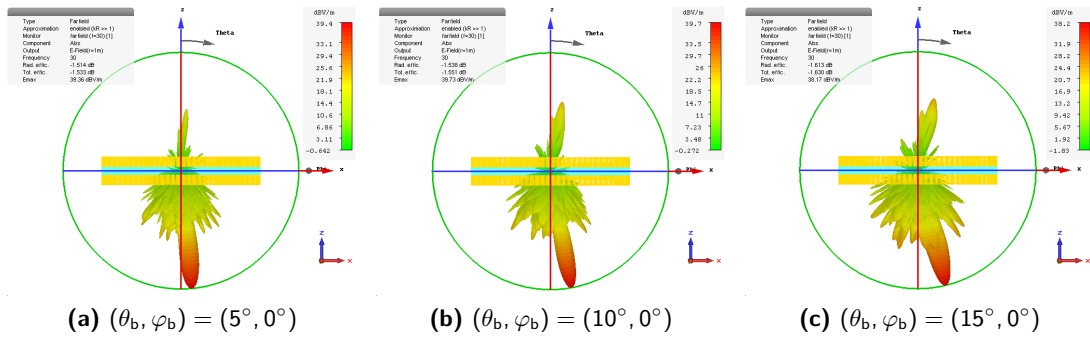 Type Farfield
Approximation enabled (kR >> 1)
Monitor farfield (f=30) [1]
Component Abs
Output E-Field(r=1m)
Frequency 30
Rad. effic. -1.514 dB
Tot. effic. -1.533 dB
Emax 39.36 dBV/m
z
Theta
x
dBV/m
39.4
33.1
29.4
25.6
21.9
18.1
14.4
10.6
6.86
3.11
-0.642
z
x
(a) (θb, φb) = (5°, 0°)
Type Farfield
Approximation enabled (kR >> 1)
Monitor farfield (f=30) [1]
Component Abs
Output E-Field(r=1m)
Frequency 30
Rad. effic. -1.538 dB
Tot. effic. -1.551 dB
Emax 39.73 dBV/m
z
Theta
x
dBV/m
39.7
33.5
29.7
26
22.2
18.5
14.7
11
7.23
3.48
-0.272
z
x
(b) (θb, φb) = (10°, 0°)
Type Farfield
Approximation enabled (kR >> 1)
Monitor farfield (f=30) [1]
Component Abs
Output E-Field(r=1m)
Frequency 30
Rad. effic. -1.613 dB
Tot. effic. -1.630 dB
Emax 38.17 dBV/m
z
Theta
x
dBV/m
38.2
31.9
28.2
24.4
20.7
16.9
13.2
9.42
5.67
1.92
-1.83
z
x
(c) (θb, φb) = (15°, 0°)